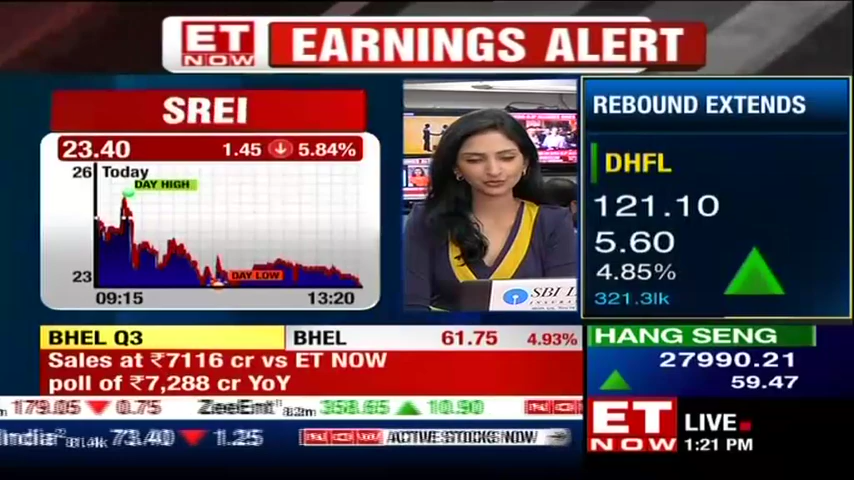 ET
NOW
EARNINGS ALERT
SREI
23.40
1.45
5.84%
26
Today
DAY HIGH
23
DAY LOW
09:15
13:20
SBI
REBOUND EXTENDS
DHFL
121.10
5.60
4.85%
321.3lk
BHEL Q3
BHEL
61.75
4.93%
Sales at ₹7116 cr vs ET NOW
poll of ₹7,288 cr YoY
HANG SENG
27990.21
59.47
179.05
0.75
ZeeEnt
358.65
10.90
India
73.40
1.25
ACTIVE STOCKS NOW
ET
NOW
LIVE
1:21 PM